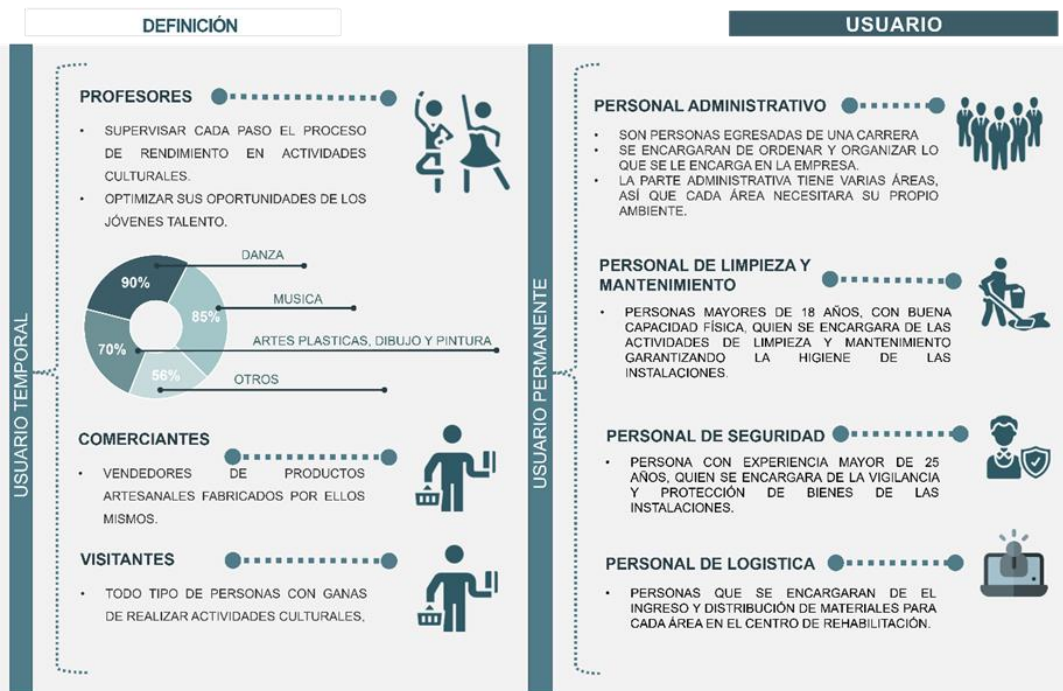 DEFINICIÓN
USUARIO
USUARIO TEMPORAL
PROFESORES
• SUPERVISAR CADA PASO EL PROCESO
DE RENDIMIENTO EN ACTIVIDADES
CULTURALES.
• OPTIMIZAR SUS OPORTUNIDADES DE LOS
JÓVENES TALENTO.
90%
85%
70%
56%
DANZA
MUSICA
ARTES PLASTICAS, DIBUJO Y PINTURA
OTROS
COMERCIANTES
• VENDEDORES DE PRODUCTOS
ARTESANALES FABRICADOS POR ELLOS
MISMOS.
VISITANTES
• TODO TIPO DE PERSONAS CON GANAS
DE REALIZAR ACTIVIDADES CULTURALES,
USUARIO PERMANENTE
PERSONAL ADMINISTRATIVO
• SON PERSONAS EGRESADAS DE UNA CARRERA
• SE ENCARGARAN DE ORDENAR Y ORGANIZAR LO
QUE SE LE ENCARGA EN LA EMPRESA.
• LA PARTE ADMINISTRATIVA TIENE VARIAS ÁREAS,
ASÍ QUE CADA ÁREA NECESITARA SU PROPIO
AMBIENTE.
PERSONAL DE LIMPIEZA Y
MANTENIMIENTO
• PERSONAS MAYORES DE 18 AÑOS, CON BUENA
CAPACIDAD FÍSICA, QUIEN SE ENCARGARA DE LAS
ACTIVIDADES DE LIMPIEZA Y MANTENIMIENTO
GARANTIZANDO LA HIGIENE DE LAS
INSTALACIONES.
PERSONAL DE SEGURIDAD
• PERSONA CON EXPERIENCIA MAYOR DE 25
AÑOS, QUIEN SE ENCARGARA DE LA VIGILANCIA
Y PROTECCIÓN DE BIENES DE LAS
INSTALACIONES.
PERSONAL DE LOGISTICA
• PERSONAS QUE SE ENCARGARAN DE EL
INGRESO Y DISTRIBUCIÓN DE MATERIALES PARA
CADA ÁREA EN EL CENTRO DE REHABILITACIÓN.